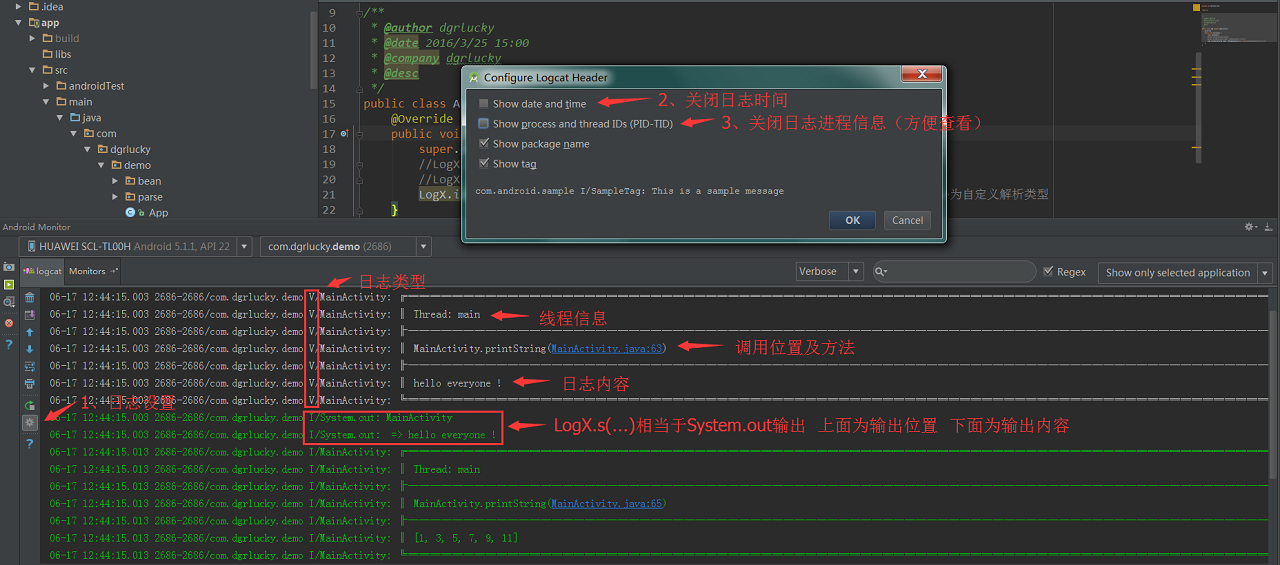 .idea
app
build
libs
src
androidTest
main
java
com
dgrlucky
demo
bean
parse
App
9 /**
10 * @author dgrlucky
11 * @date 2016/3/25 15:00
12 * @company dgrlucky
13 * @desc
14 */
15 public class A
16 @Override
17 public voi
18 super.
19 //LogX
20 //LogX
21 LogX.i 为自定义解析类型
22 }
Configure Logcat Header
Show date and time
2、关闭日志时间
Show process and thread IDs (PID-TID)
3、关闭日志进程信息（方便查看）
Show package name
Show tag
com.android.sample I/SampleTag: This is a sample message
OK Cancel
Android Monitor
HUAWEI SCL-TL00H Android 5.1.1, API 22 com.dgrlucky.demo (2686)
logcat Monitors Verbose Regex Show only selected application
日志类型
06-17 12:44:15.003 2686-2686/com.dgrlucky.demo V/MainActivity:
06-17 12:44:15.003 2686-2686/com.dgrlucky.demo V/MainActivity: ║ Thread: main 线程信息
06-17 12:44:15.003 2686-2686/com.dgrlucky.demo V/MainActivity:
06-17 12:44:15.003 2686-2686/com.dgrlucky.demo V/MainActivity: ║ MainActivity.printString(MainActivity.java:63) 调用位置及方法
06-17 12:44:15.003 2686-2686/com.dgrlucky.demo V/MainActivity:
06-17 12:44:15.003 2686-2686/com.dgrlucky.demo V/MainActivity: ║ hello everyone ! 日志内容
06-17 12:44:15.003 2686-2686/com.dgrlucky.demo V/MainActivity:
1、日志设置
06-17 12:44:15.003 2686-2686/com.dgrlucky.demo I/System.out: MainActivity
06-17 12:44:15.003 2686-2686/com.dgrlucky.demo I/System.out: => hello everyone !
LogX.s(...)相当于System.out输出 上面为输出位置 下面为输出内容
06-17 12:44:15.003 2686-2686/com.dgrlucky.demo I/MainActivity:
06-17 12:44:15.013 2686-2686/com.dgrlucky.demo I/MainActivity: ║ Thread: main
06-17 12:44:15.013 2686-2686/com.dgrlucky.demo I/MainActivity:
06-17 12:44:15.013 2686-2686/com.dgrlucky.demo I/MainActivity: ║ MainActivity.printString(MainActivity.java:65)
06-17 12:44:15.013 2686-2686/com.dgrlucky.demo I/MainActivity:
06-17 12:44:15.013 2686-2686/com.dgrlucky.demo I/MainActivity: ║ [1, 3, 5, 7, 9, 11]
06-17 12:44:15.013 2686-2686/com.dgrlucky.demo I/MainActivity: